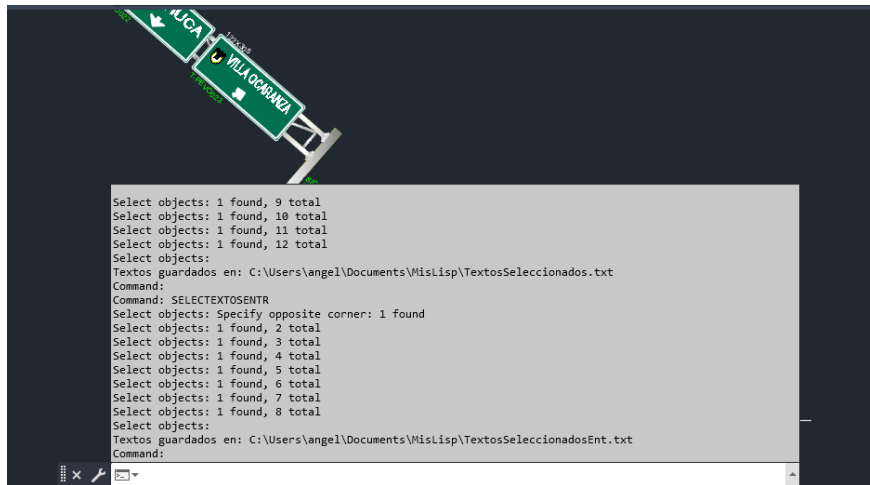 VILLA OCARANZA
T-PEVC023
Select objects: 1 found, 9 total
Select objects: 1 found, 10 total
Select objects: 1 found, 11 total
Select objects: 1 found, 12 total
Select objects:
Textos guardados en: C:\Users\angel\Documents\MisLisp\TextosSeleccionados.txt
Command:
Command: SELECTEXTOSENTR
Select objects: Specify opposite corner: 1 found
Select objects: 1 found, 2 total
Select objects: 1 found, 3 total
Select objects: 1 found, 4 total
Select objects: 1 found, 5 total
Select objects: 1 found, 6 total
Select objects: 1 found, 7 total
Select objects: 1 found, 8 total
Select objects:
Textos guardados en: C:\Users\angel\Documents\MisLisp\TextosSeleccionadosEnt.txt
Command: